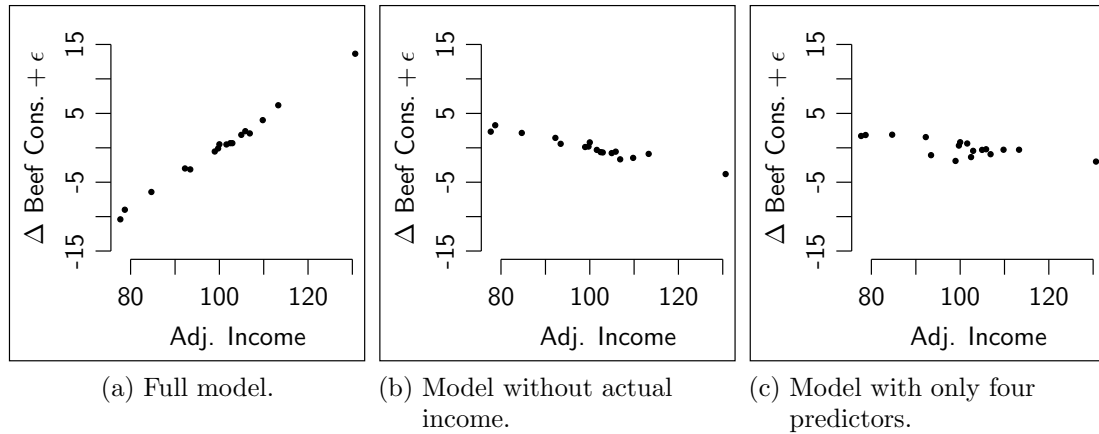 Δ Beef Cons. + ϵ
15
5
-5
-15
80
100
120
Adj. Income
(a) Full model.
Δ Beef Cons. + ϵ
15
5
-5
-15
80
100
120
Adj. Income
(b) Model without actual
income.
Δ Beef Cons. + ϵ
15
5
-5
-15
80
100
120
Adj. Income
(c) Model with only four
predictors.